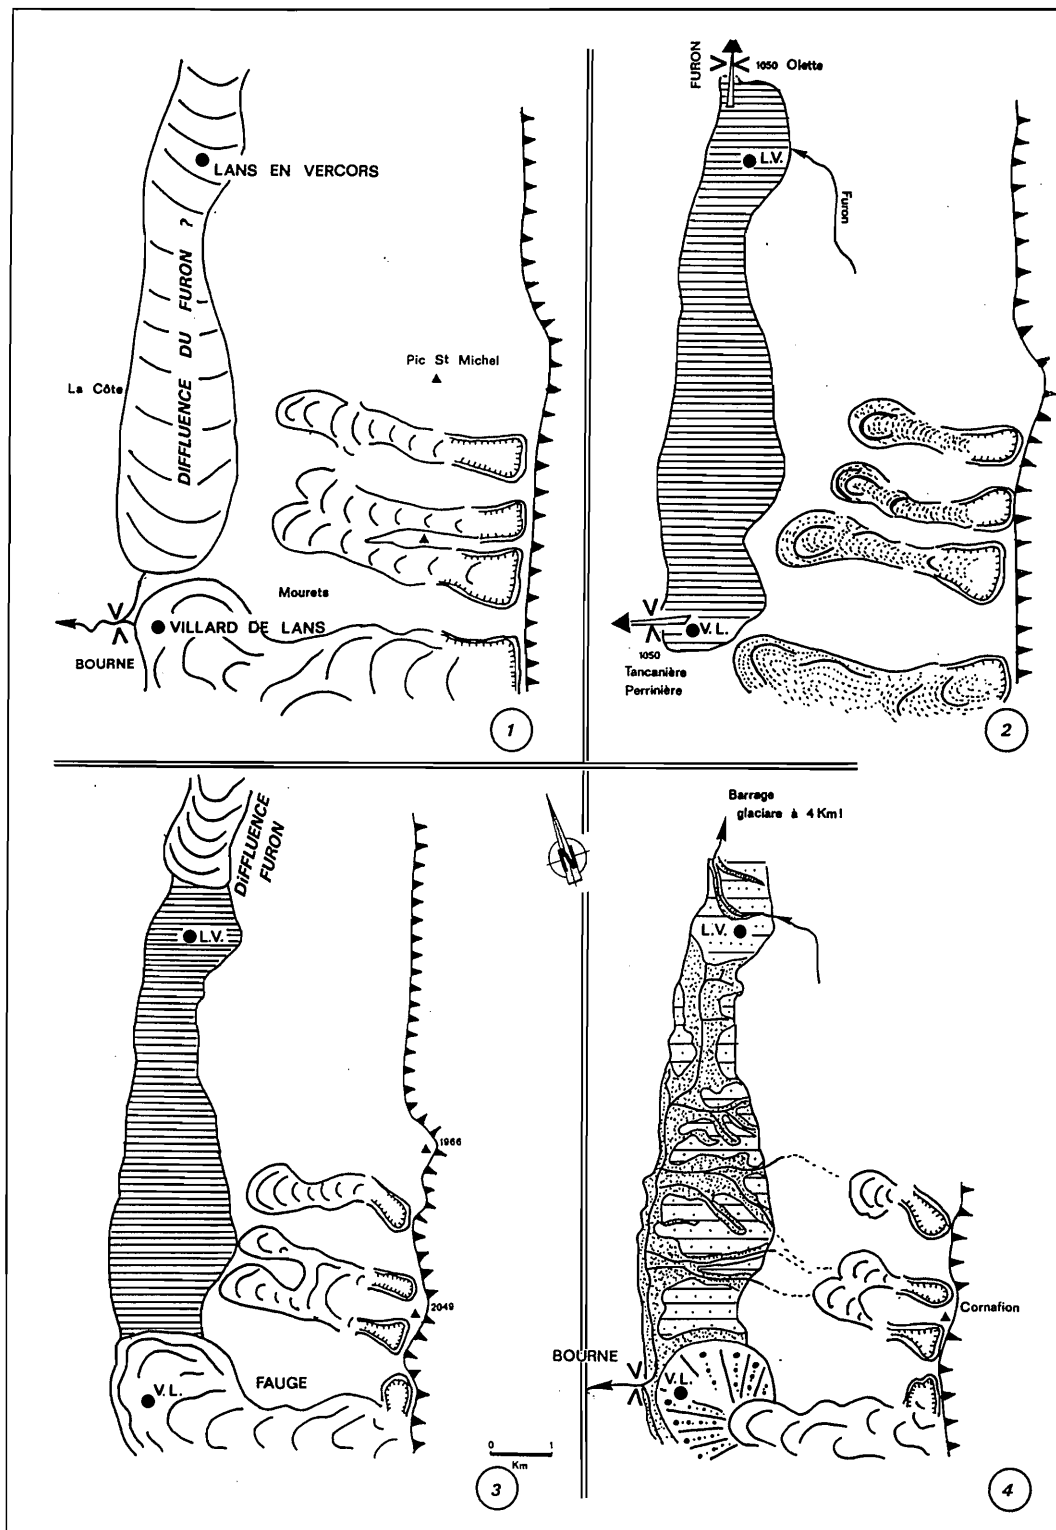 LANS EN VERCORS
DIFFLUENCE DU FURON ?
La Côte
Pic St Michel
Mourets
VILLARD DE LANS
BOURNE
1
FURON
1050 Olette
L.V.
Furon
V.L.
1050
Tancanière
Perrinière
2
DiFFLUENCE
FURON
L.V.
1966
2049
FAUGE
V.L.
0 1
Km
3
N
Barrage
glaciare à 4 Km!
L.V.
Cornafion
BOURNE
V.L.
4